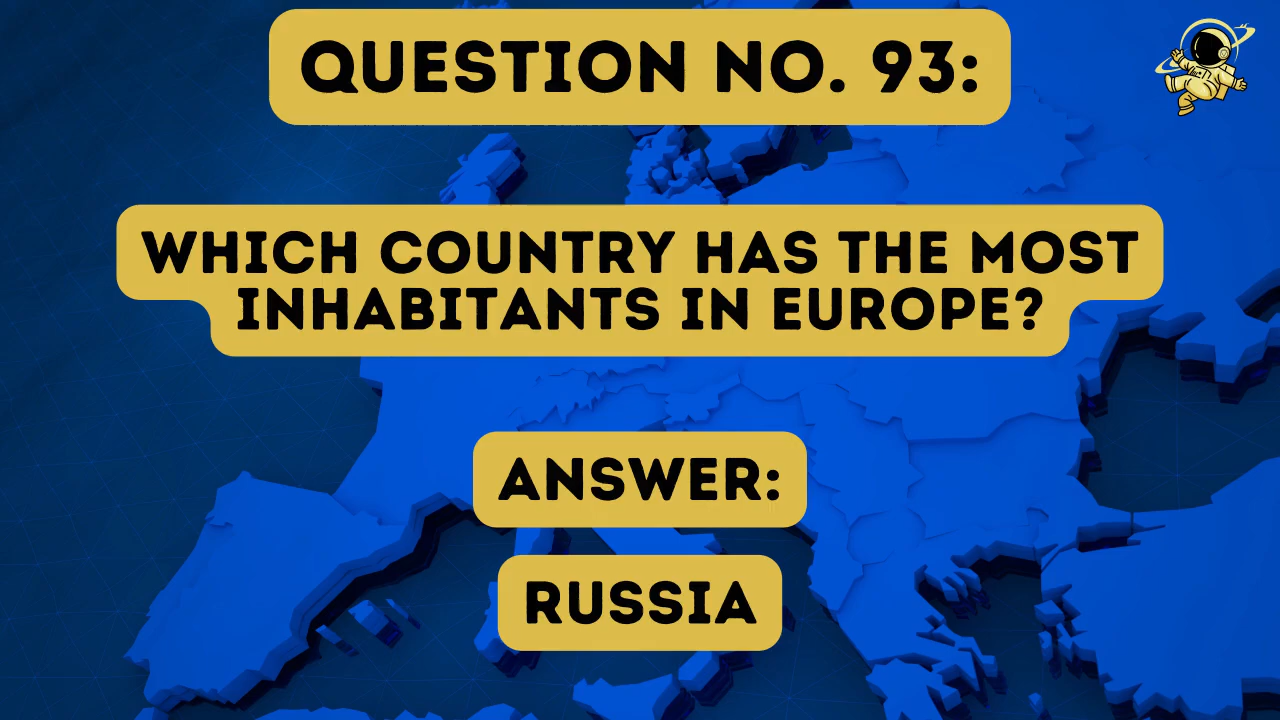 QUESTION NO. 93:
WHICH COUNTRY HAS THE MOST
INHABITANTS IN EUROPE?
ANSWER:
RUSSIA